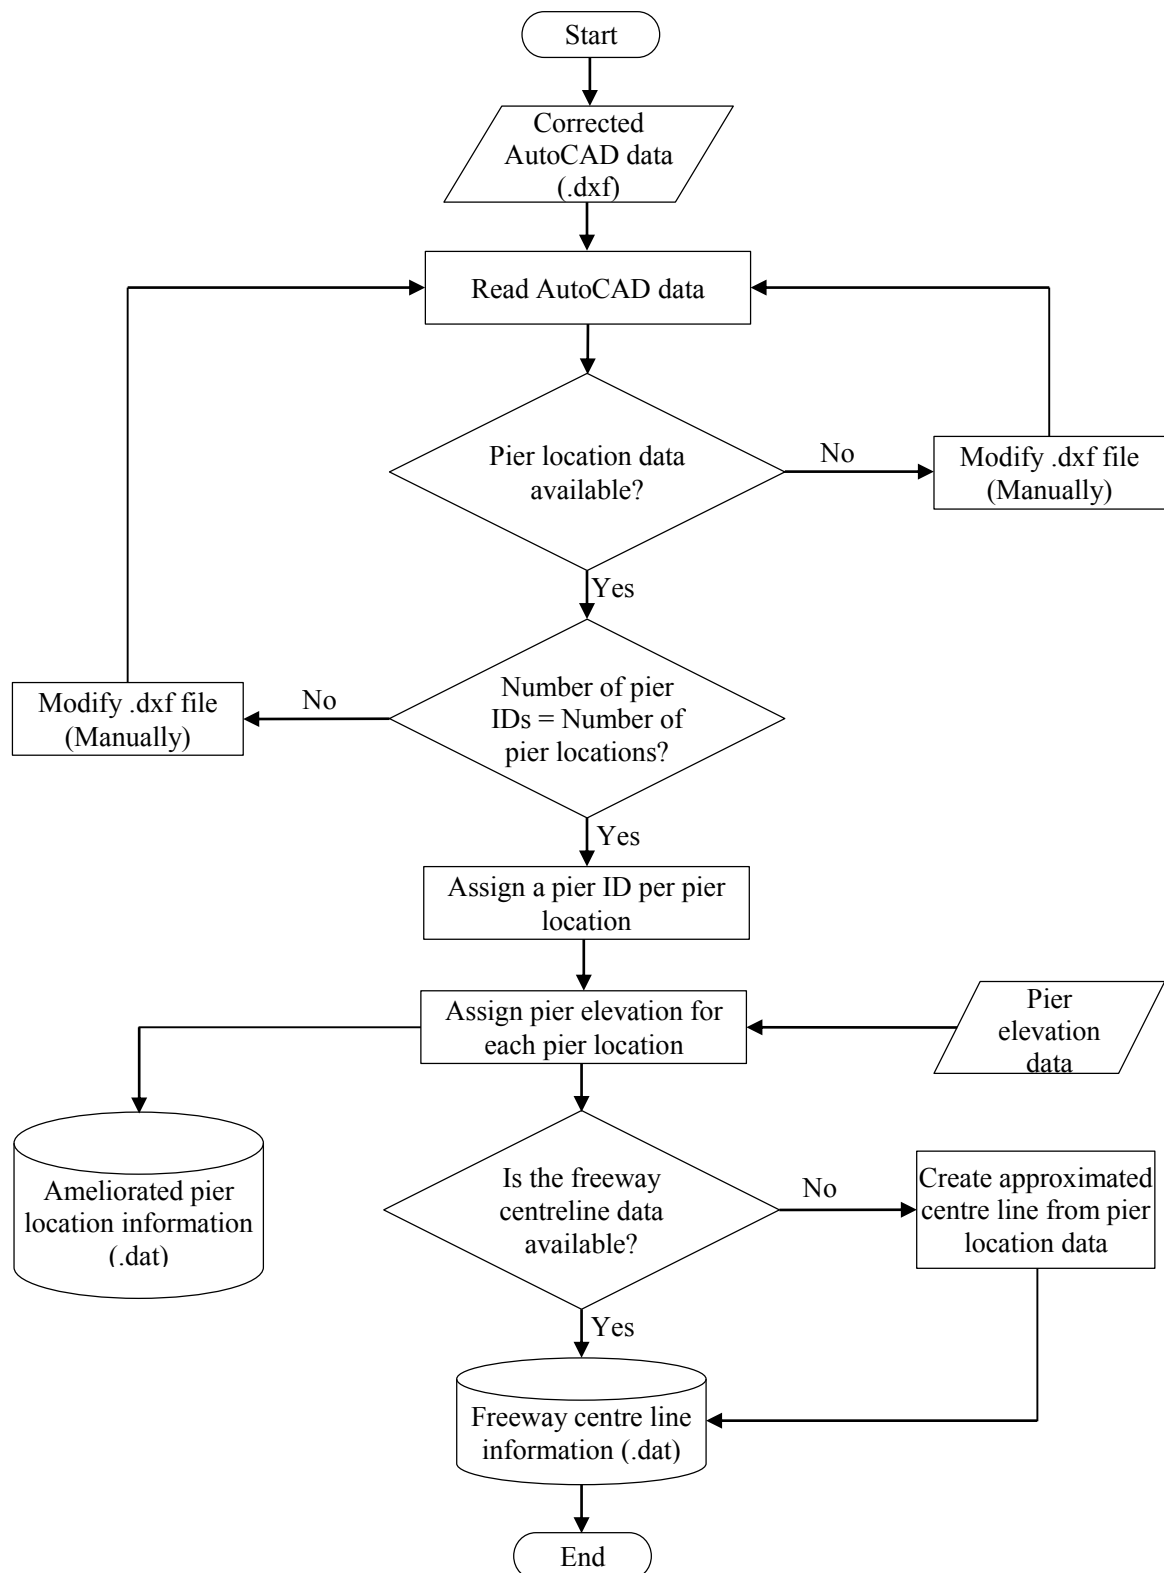 Start
Corrected
AutoCAD data
(.dxf)
Read AutoCAD data
Pier location data
available?
No
Modify .dxf file
(Manually)
Yes
Number of pier
IDs = Number of
pier locations?
No
Modify .dxf file
(Manually)
Yes
Assign a pier ID per pier
location
Assign pier elevation for
each pier location
Pier
elevation
data
Ameliorated pier
location information
(.dat)
Is the freeway
centreline data
available?
No
Create approximated
centre line from pier
location data
Yes
Freeway centre line
information (.dat)
End